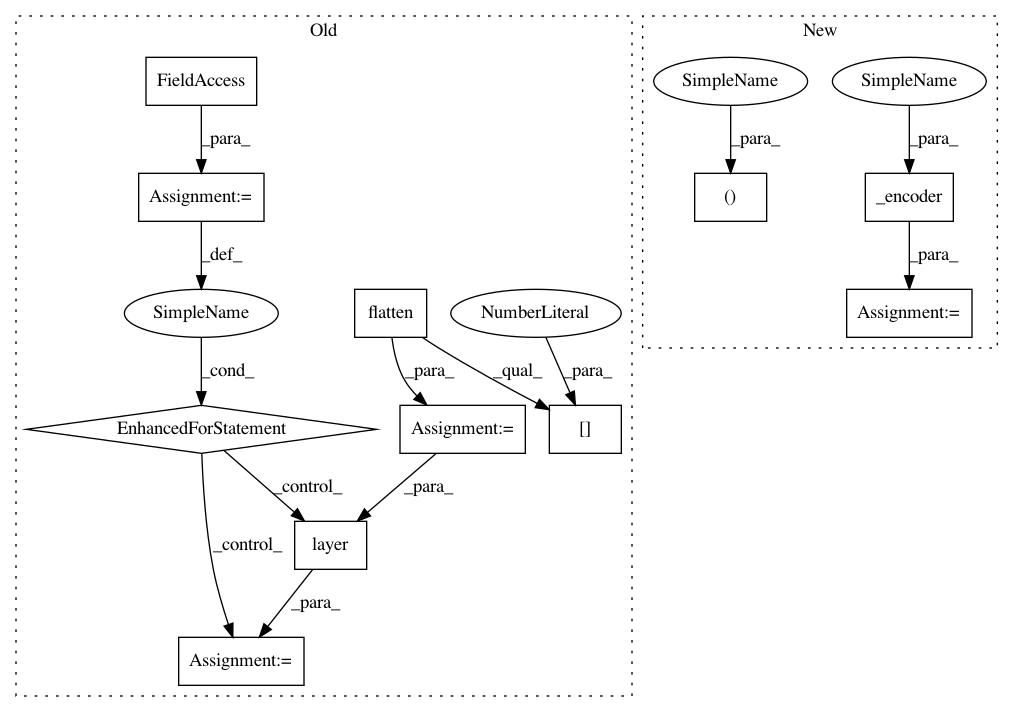 Old
New
FieldAccess
SimpleName
SimpleName
_para_
_para_
_para_
Assignment:=
()
_encoder
_def_
_para_
SimpleName
flatten
NumberLiteral
Assignment:=
_cond_
_para_
_qual_
_para_
EnhancedForStatement
Assignment:=
[]
_control_
_para_
_control_
layer
_para_
Assignment:=